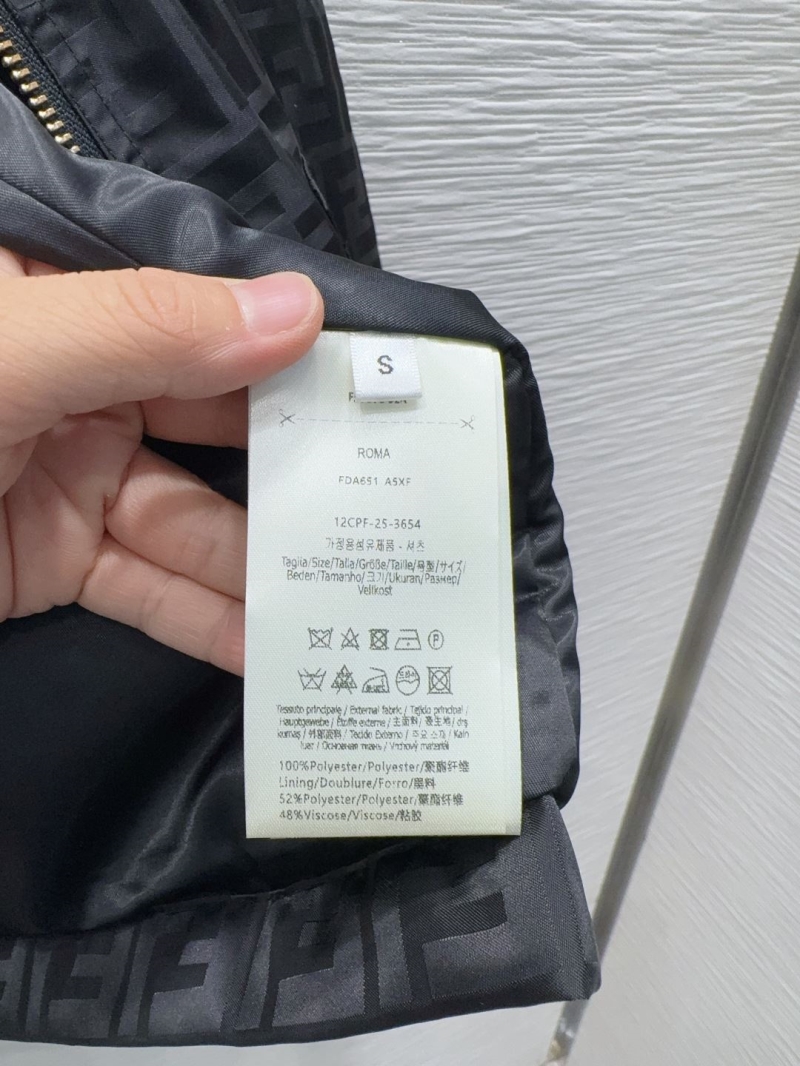 S
ROMA
FDA651 A5XF
12CPF-25-3654
가정용섬유제품 - 셔츠
Taglia/Size/Talla/Größe/Taille/号型/サイズ/
Beden/Tamanho/크기/Ukuran/Размер/
Velikost
P
Tessuto principale / External fabric / Tejido principal /
Hauptgewebe / Étoffe externe / 主面料 / 表生地 / dış
kumaş / 外部面料 / Tecido Externo / 주요 소재 / Kain
luar / Основная ткань / Vrchový materiál
100%Polyester/Polyester/聚酯纤维
Lining/Doublure/Forro/里料
52%Polyester/Polyester/聚酯纤维
48%Viscose/Viscose/粘胶